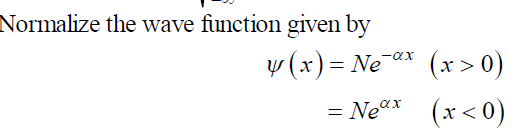 Normalize the wave function given by
ψ(x) = Ne^{-αx} (x > 0)
= Ne^{αx} (x < 0)